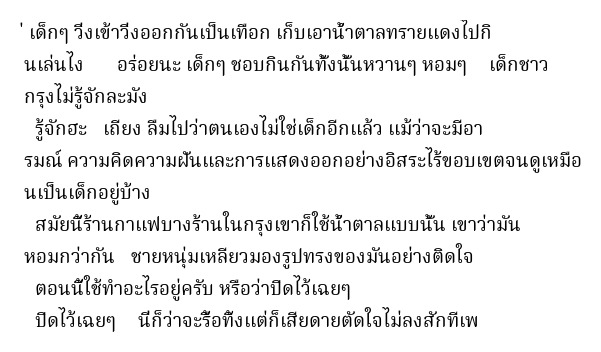 ่ เด็กๆ วิ่งเข้าวิ่งออกกันเป็นเทือก เก็บเอาน้ำตาลทรายแดงไปกิ
นเล่นไง อร่อยนะ เด็กๆ ชอบกินกันทั้งนั้นหวานๆ หอมๆ เด็กชาว
กรุงไม่รู้จักละมัง
รู้จักฮะ เถียง ลืมไปว่าตนเองไม่ใช่เด็กอีกแล้ว แม้ว่าจะมีอา
รมณ์ ความคิดความฝันและการแสดงออกอย่างอิสระไร้ขอบเขตจนดูเหมือ
นเป็นเด็กอยู่บ้าง
สมัยนี้ร้านกาแฟบางร้านในกรุงเขาก็ใช้น้ำตาลแบบนั้น เขาว่ามัน
หอมกว่ากัน ชายหนุ่มเหลียวมองรูปทรงของมันอย่างติดใจ
ตอนนี้ใช้ทำอะไรอยู่ครับ หรือว่าปิดไว้เฉยๆ
ปิดไว้เฉยๆ นี่ก็ว่าจะรื้อทิ้งแต่ก็เสียดายตัดใจไม่ลงสักทีเพ